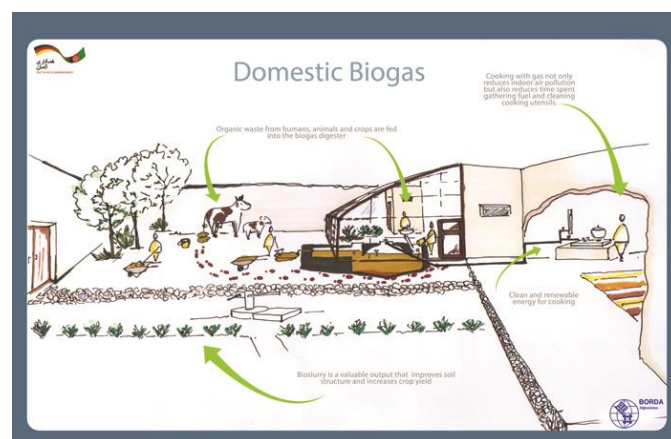 Domestic Biogas
Cooking with gas not only
reduces indoor air pollution
but also reduces time spent
gathering fuel and cleaning
cooking utensils.
Organic waste from humans, animals and crops are fed
into the biogas digester
Clean and renewable
energy for cooking
Bioslurry is a valuable output that improves soil
structure and increases crop yield
BORDA
Afghanistan